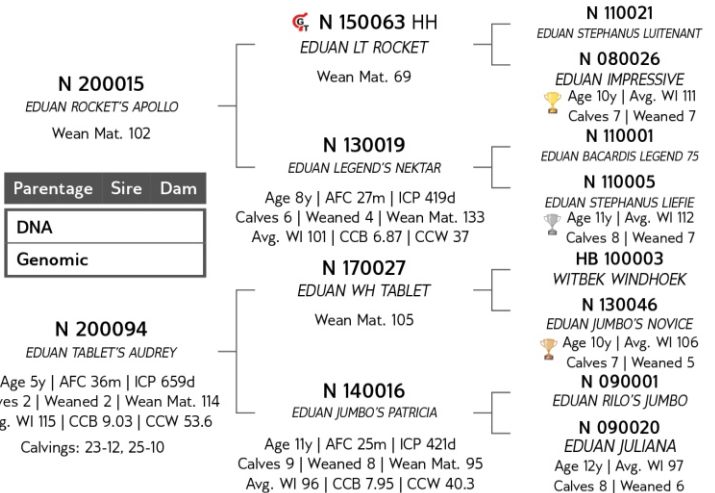 N 200015
EDUAN ROCKET'S APOLLO
Wean Mat. 102
Parentage Sire Dam
DNA
Genomic
N 200094
EDUAN TABLET'S AUDREY
Age 5y | AFC 36m | ICP 659d
ves 2 | Weaned 2 | Wean Mat. 114
g. WI 115 | CCB 9.03 | CCW 53.6
Calvings: 23-12, 25-10
GT N 150063 HH
EDUAN LT ROCKET
Wean Mat. 69
N 130019
EDUAN LEGEND'S NEKTAR
Age 8y | AFC 27m | ICP 419d
Calves 6 | Weaned 4 | Wean Mat. 133
Avg. WI 101 | CCB 6.87 | CCW 37
N 170027
EDUAN WH TABLET
Wean Mat. 105
N 140016
EDUAN JUMBO'S PATRICIA
Age 11y | AFC 25m | ICP 421d
Calves 9 | Weaned 8 | Wean Mat. 95
Avg. WI 96 | CCB 7.95 | CCW 40.3
N 110021
EDUAN STEPHANUS LUITENANT
N 080026
EDUAN IMPRESSIVE
Age 10y | Avg. WI 111
Calves 7 | Weaned 7
N 110001
EDUAN BACARDIS LEGEND 75
N 110005
EDUAN STEPHANUS LIEFIE
Age 11y | Avg. WI 112
Calves 8 | Weaned 7
HB 100003
WITBEK WINDHOEK
N 130046
EDUAN JUMBO'S NOVICE
Age 10y | Avg. WI 106
Calves 7 | Weaned 5
N 090001
EDUAN RILO'S JUMBO
N 090020
EDUAN JULIANA
Age 12y | Avg. WI 97
Calves 8 | Weaned 6